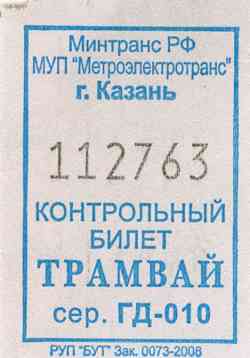 Минтранс РФ
МУП "Метроэлектротранс"
г. Казань
112763
КОНТРОЛЬНЫЙ
БИЛЕТ
ТРАМВАЙ
сер. ГД-010
РУП "БУТ" Зак. 0073-2008